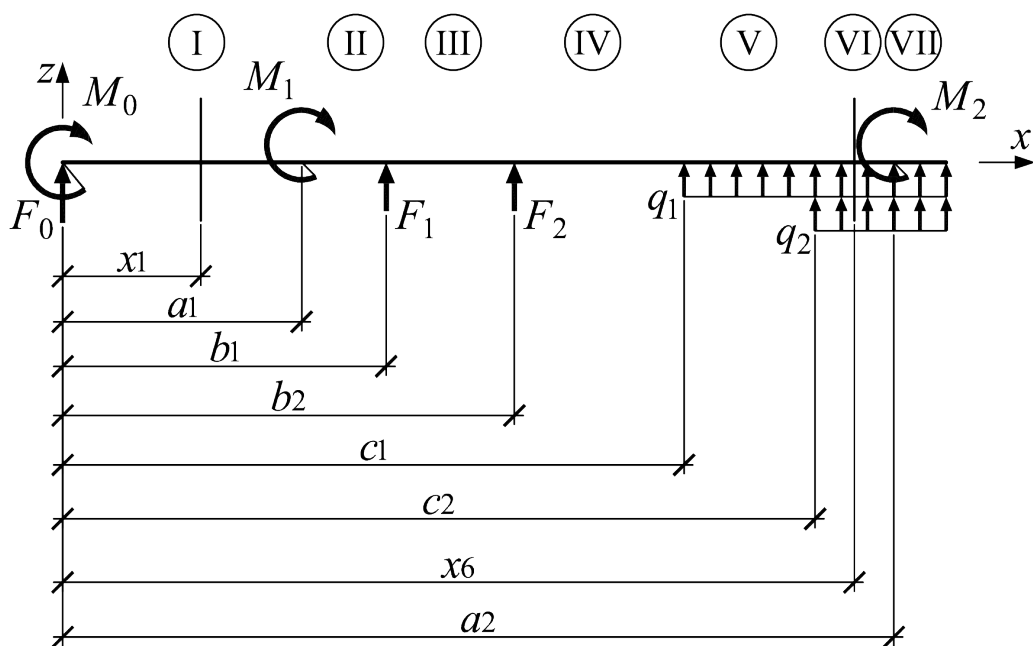 I II III IV V VI VII
z M0 M1 M2 x
F0 F1 F2 q1 q2
x1
a1
b1
b2
c1
c2
x6
a2